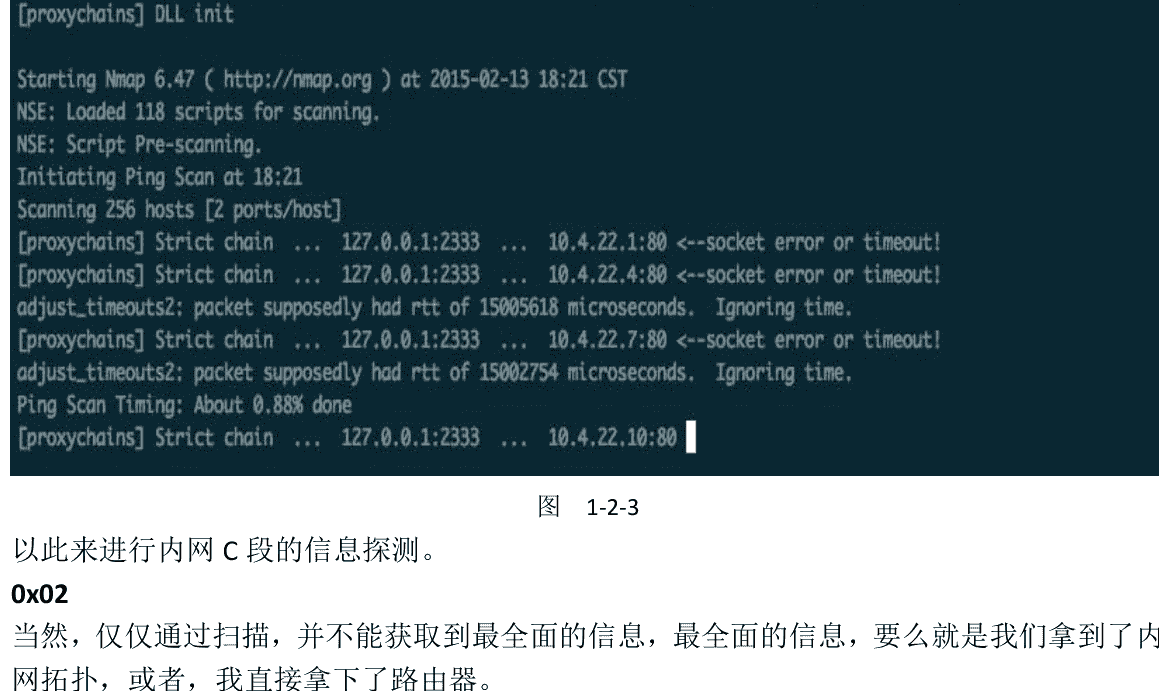 [proxychains] DLL init
Starting Nmap 6.47 ( http://nmap.org ) at 2015-02-13 18:21 CST
NSE: Loaded 118 scripts for scanning.
NSE: Script Pre-scanning.
Initiating Ping Scan at 18:21
Scanning 256 hosts [2 ports/host]
[proxychains] Strict chain  ...  127.0.0.1:2333  ...  10.4.22.1:80 <--socket error or timeout!
[proxychains] Strict chain  ...  127.0.0.1:2333  ...  10.4.22.4:80 <--socket error or timeout!
adjust_timeouts2: packet supposedly had rtt of 15005618 microseconds.  Ignoring time.
[proxychains] Strict chain  ...  127.0.0.1:2333  ...  10.4.22.7:80 <--socket error or timeout!
adjust_timeouts2: packet supposedly had rtt of 15002754 microseconds.  Ignoring time.
Ping Scan Timing: About 0.88% done
[proxychains] Strict chain  ...  127.0.0.1:2333  ...  10.4.22.10:80
图 1-2-3
以此来进行内网 C 段的信息探测。
0x02
当然，仅仅通过扫描，并不能获取到最全面的信息，最全面的信息，要么就是我们拿到了内
网拓扑，或者，我直接拿下了路由器。